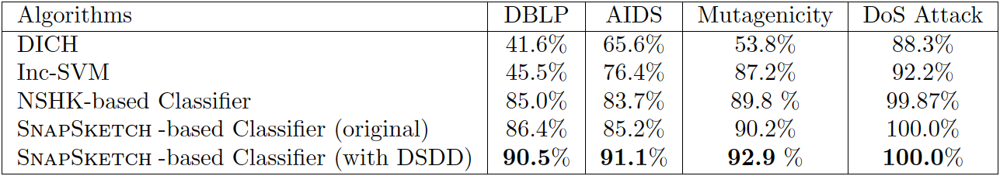 Algorithms DBLP AIDS Mutagenicity DoS Attack
DICH 41.6% 65.6% 53.8% 88.3%
Inc-SVM 45.5% 76.4% 87.2% 92.2%
NSHK-based Classifier 85.0% 83.7% 89.8 % 99.87%
SNAPSKETCH -based Classifier (original) 86.4% 85.2% 90.2% 100.0%
SNAPSKETCH -based Classifier (with DSDD) 90.5% 91.1% 92.9 % 100.0%